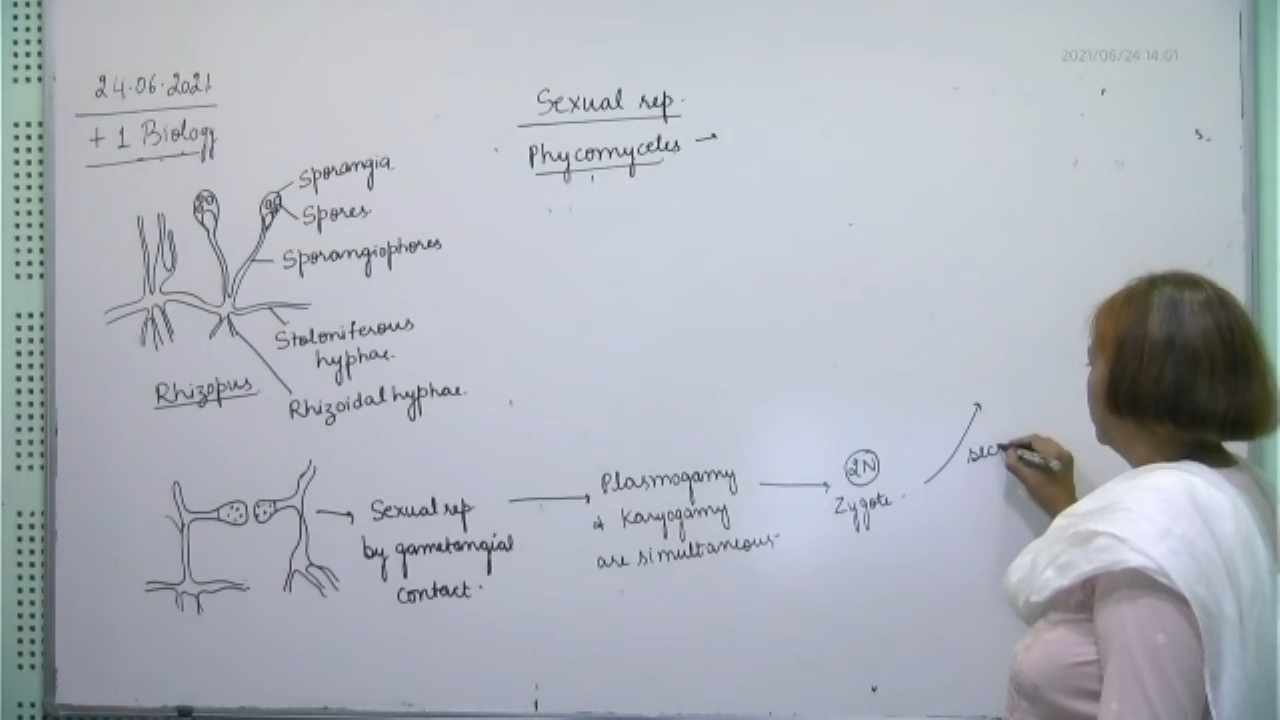 2021/06/24 14:01
24.06.2021
+1 Biology
Sexual rep.
Phycomyceles →
Sporangia
Spores
Sporangiophores
Stoloniferous
hyphae.
Rhizopus
Rhizoidal hyphae.
Sexual rep
by gametangial
contact.
Plasmogamy
& Karyogamy
are simultaneous
2N
Zygote